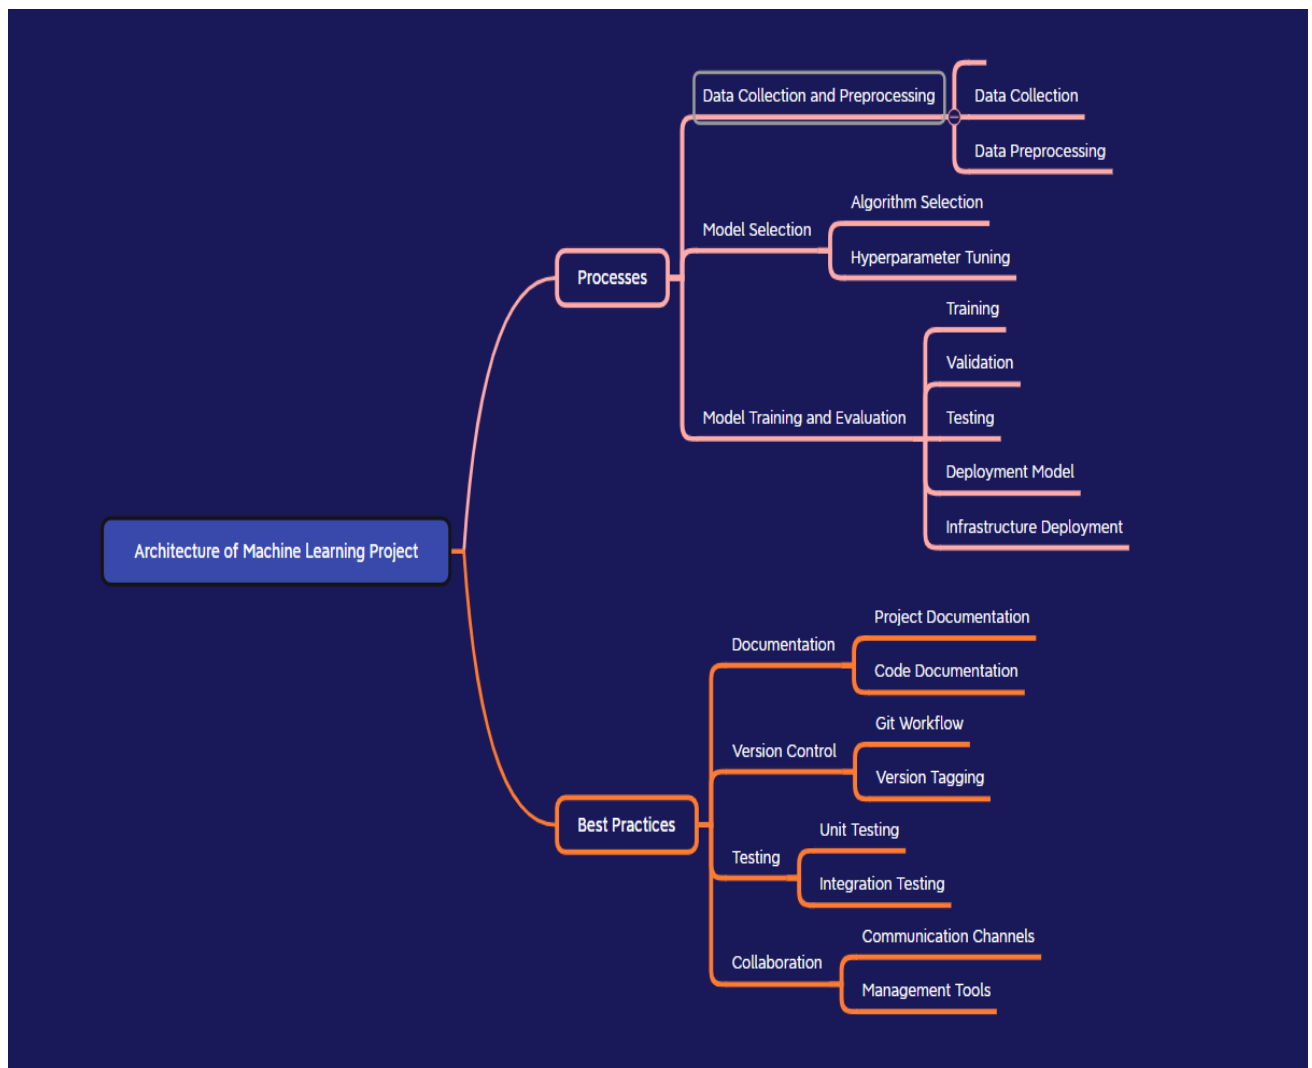 Architecture of Machine Learning Project
Processes
Data Collection and Preprocessing
Data Collection
Data Preprocessing
Model Selection
Algorithm Selection
Hyperparameter Tuning
Model Training and Evaluation
Training
Validation
Testing
Deployment Model
Infrastructure Deployment
Best Practices
Documentation
Project Documentation
Code Documentation
Version Control
Git Workflow
Version Tagging
Testing
Unit Testing
Integration Testing
Collaboration
Communication Channels
Management Tools